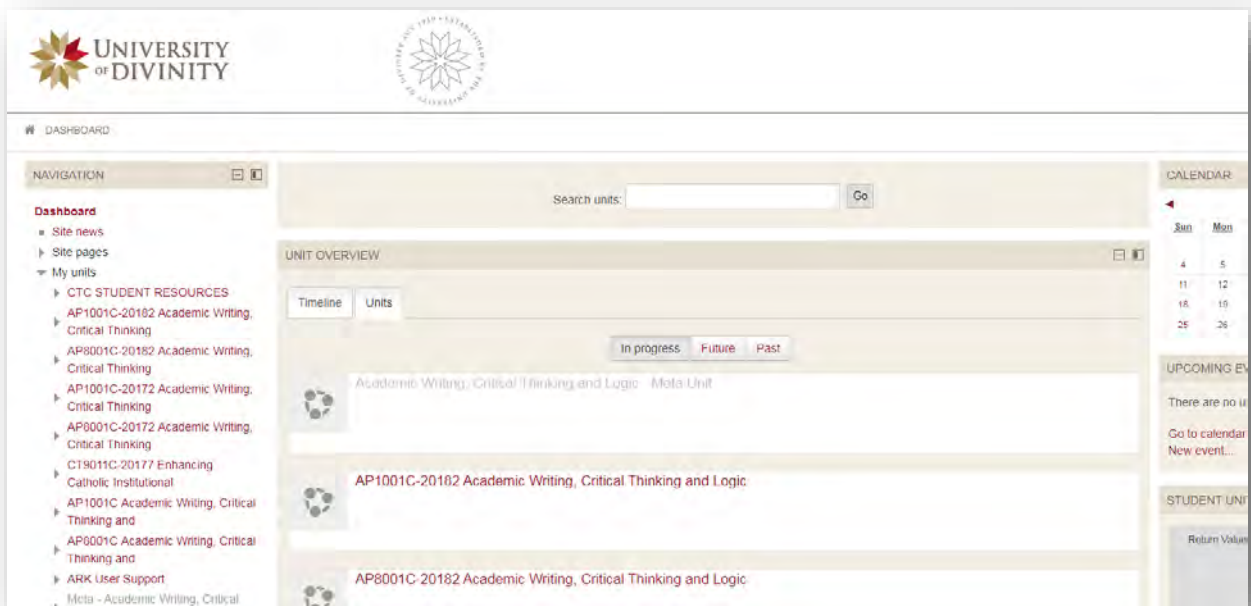 UNIVERSITY
OF DIVINITY
DASHBOARD
NAVIGATION
Dashboard
Site news
Site pages
My units
CTC STUDENT RESOURCES
AP1001C-20182 Academic Writing,
Critical Thinking
AP8001C-20182 Academic Writing,
Critical Thinking
AP1001C-20172 Academic Writing,
Critical Thinking
AP8001C-20172 Academic Writing,
Critical Thinking
CT9011C-20177 Enhancing
Catholic Institutional
AP1001C Academic Writing, Critical
Thinking and
AP8001C Academic Writing, Critical
Thinking and
ARK User Support
Meta - Academic Writing, Critical
Search units:
Go
UNIT OVERVIEW
Timeline Units
In progress Future Past
Academic Writing, Critical Thinking and Logic - Meta Unit
AP1001C-20182 Academic Writing, Critical Thinking and Logic
AP8001C-20182 Academic Writing, Critical Thinking and Logic
CALENDAR
Sun Mon
4 5
11 12
18 19
25 26
UPCOMING EV
There are no u
Go to calendar
New event...
STUDENT UNI
Return Value